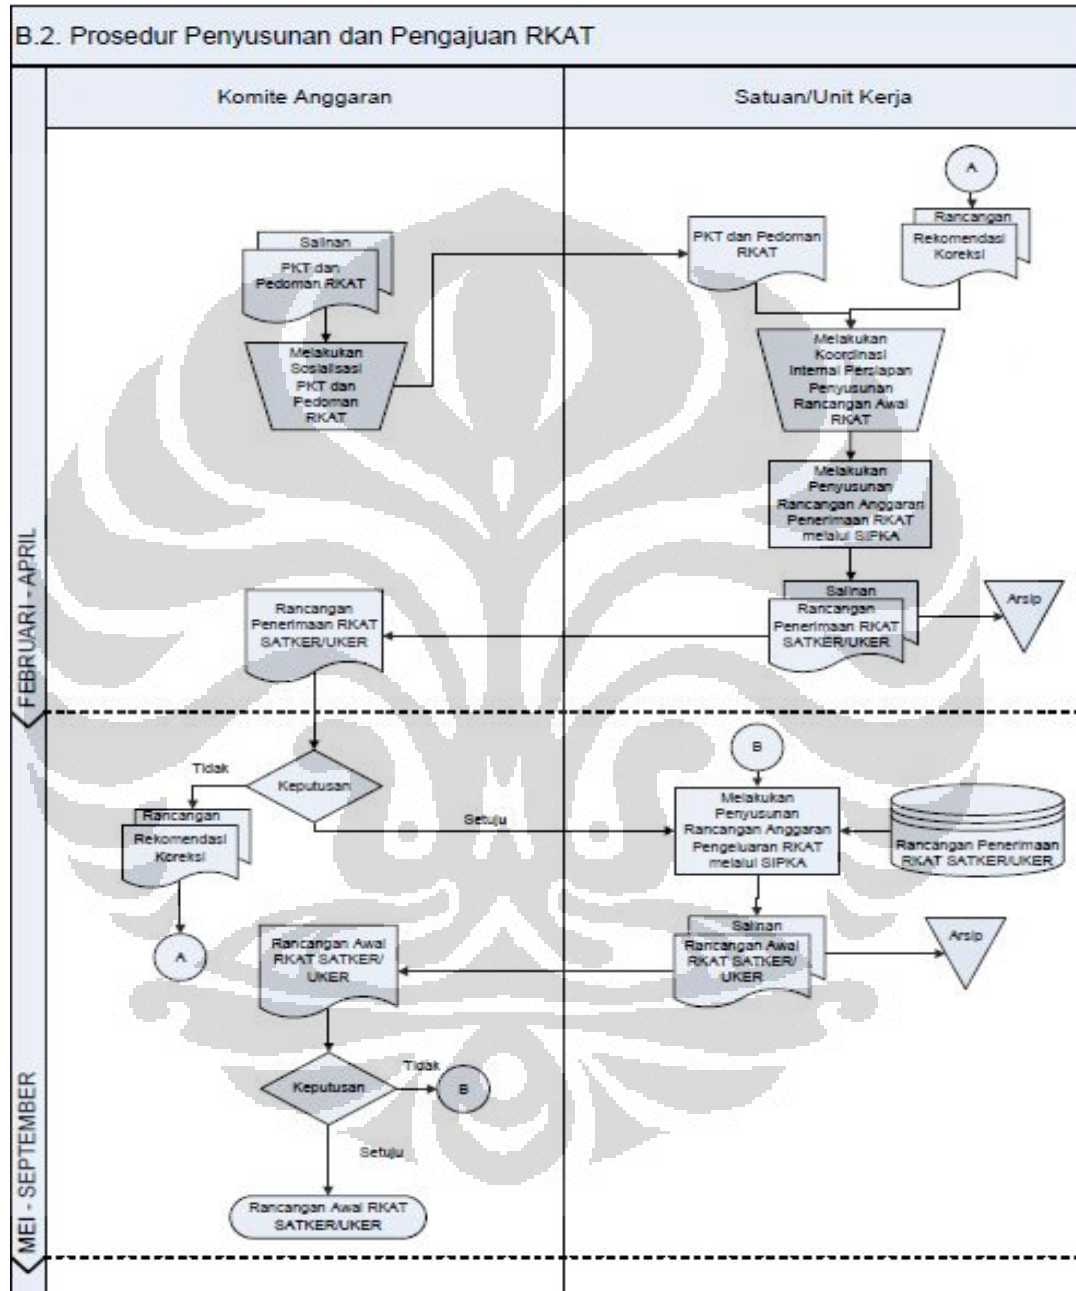 B.2. Prosedur Penyusunan dan Pengajuan RKAT
Komite Anggaran
Satuan/Unit Kerja
FEBRUARI - APRIL
A
Rancangan
Rekomendasi
Koreksi
Salinan
PKT dan
Pedoman RKAT
PKT dan Pedoman
RKAT
Melakukan
Sosialisasi
PKT dan
Pedoman
RKAT
Melakukan
Koordinasi
Internal Persiapan
Penyusunan
Rancangan Awal
RKAT
Melakukan
Penyusunan
Rancangan Anggaran
Penerimaan RKAT
melalui SIPKA
Salinan
Rancangan
Penerimaan RKAT
SATKER/UKER
Arsip
Rancangan
Penerimaan RKAT
SATKER/UKER
MEI - SEPTEMBER
Keputusan
Tidak
Setuju
Rancangan
Rekomendasi
Koreksi
A
B
Melakukan
Penyusunan
Rancangan Anggaran
Pengeluaran RKAT
melalui SIPKA
Rancangan Penerimaan
RKAT SATKER/UKER
Salinan
Rancangan Awal
RKAT SATKER/
UKER
Arsip
Rancangan Awal
RKAT SATKER/
UKER
Keputusan
Tidak
B
Setuju
Rancangan Awal RKAT
SATKER/UKER